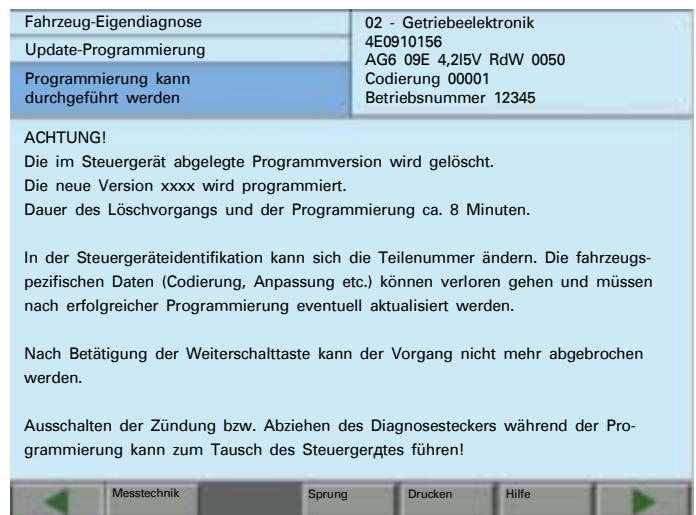 Fahrzeug-Eigendiagnose
Update-Programmierung
Programmierung kann
durchgeführt werden
02 - Getriebeelektronik
4E0910156
AG6 09E 4,2l5V RdW 0050
Codierung 00001
Betriebsnummer 12345
ACHTUNG!
Die im Steuergerät abgelegte Programmversion wird gelöscht.
Die neue Version xxxx wird programmiert.
Dauer des Löschvorgangs und der Programmierung ca. 8 Minuten.
In der Steuergeräteidentifikation kann sich die Teilenummer ändern. Die fahrzeugs-
pezifischen Daten (Codierung, Anpassung etc.) können verloren gehen und müssen
nach erfolgreicher Programmierung eventuell aktualisiert werden.
Nach Betätigung der Weiterschalttaste kann der Vorgang nicht mehr abgebrochen
werden.
Ausschalten der Zündung bzw. Abziehen des Diagnosesteckers während der Pro-
grammierung kann zum Tausch des Steuergerдtes führen!
Messtechnik
Sprung
Drucken
Hilfe